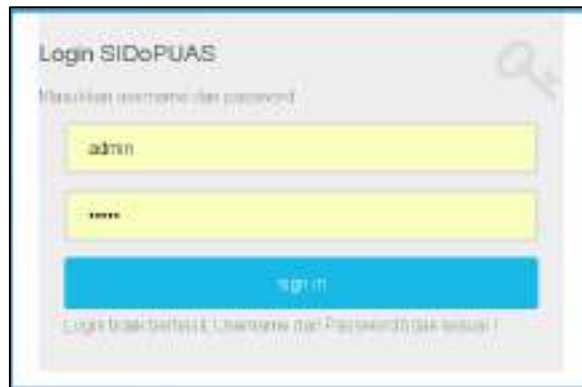 Login SIDoPUAS
Masukkan username dan password
admin
•••••
sign in
Login tidak berhasil, Username dan Password tidak sesuai !